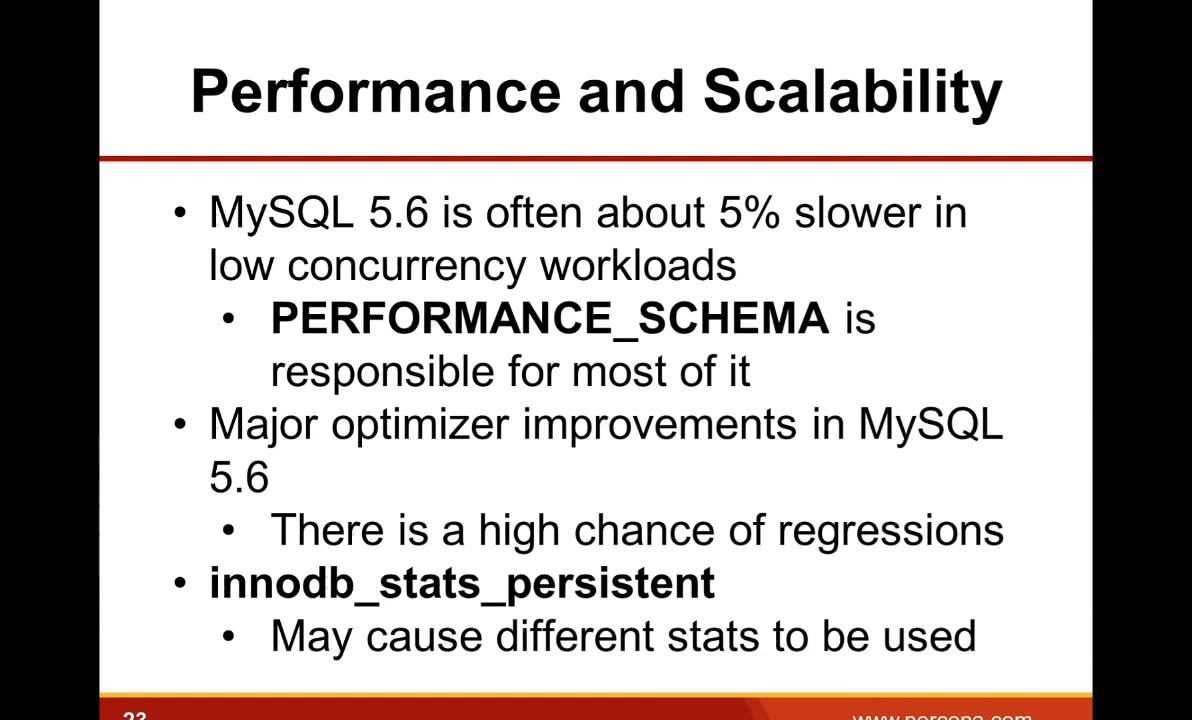 Performance and Scalability
• MySQL 5.6 is often about 5% slower in
low concurrency workloads
• PERFORMANCE_SCHEMA is
responsible for most of it
• Major optimizer improvements in MySQL
5.6
• There is a high chance of regressions
• innodb_stats_persistent
• May cause different stats to be used
23